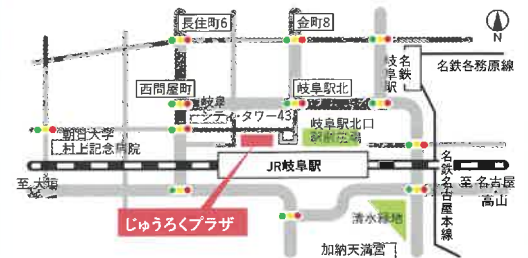 長住町6
金町8
N
名鉄岐阜駅
名鉄各務原線
西問屋町
岐阜駅北
岐阜
シティ・タワー43
岐阜駅北口
駅前広場
朝日大学
村上記念病院
JR岐阜駅
至 大垣
至 名古屋
高山
名鉄名古屋本線
じゅうろくプラザ
清水緑地
加納天満宮